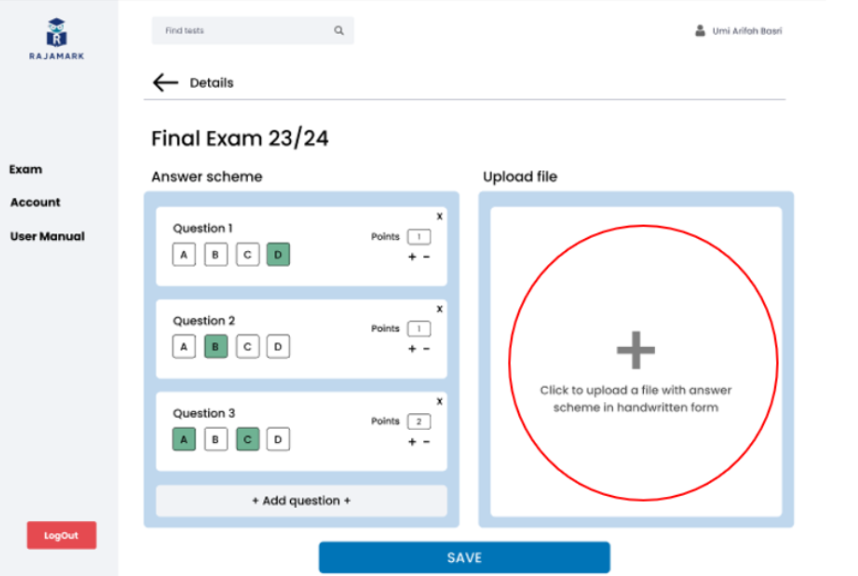 R
RAJAMARK
Find tests
Umi Arifah Basri
Details
Final Exam 23/24
Exam
Account
User Manual
LogOut
Answer scheme
X
Question 1
Points 1
A B C D
+ -
X
Question 2
Points 1
A B C D
+ -
X
Question 3
Points 2
A B C D
+ -
+ Add question +
Upload file
+
Click to upload a file with answer
scheme in handwritten form
SAVE